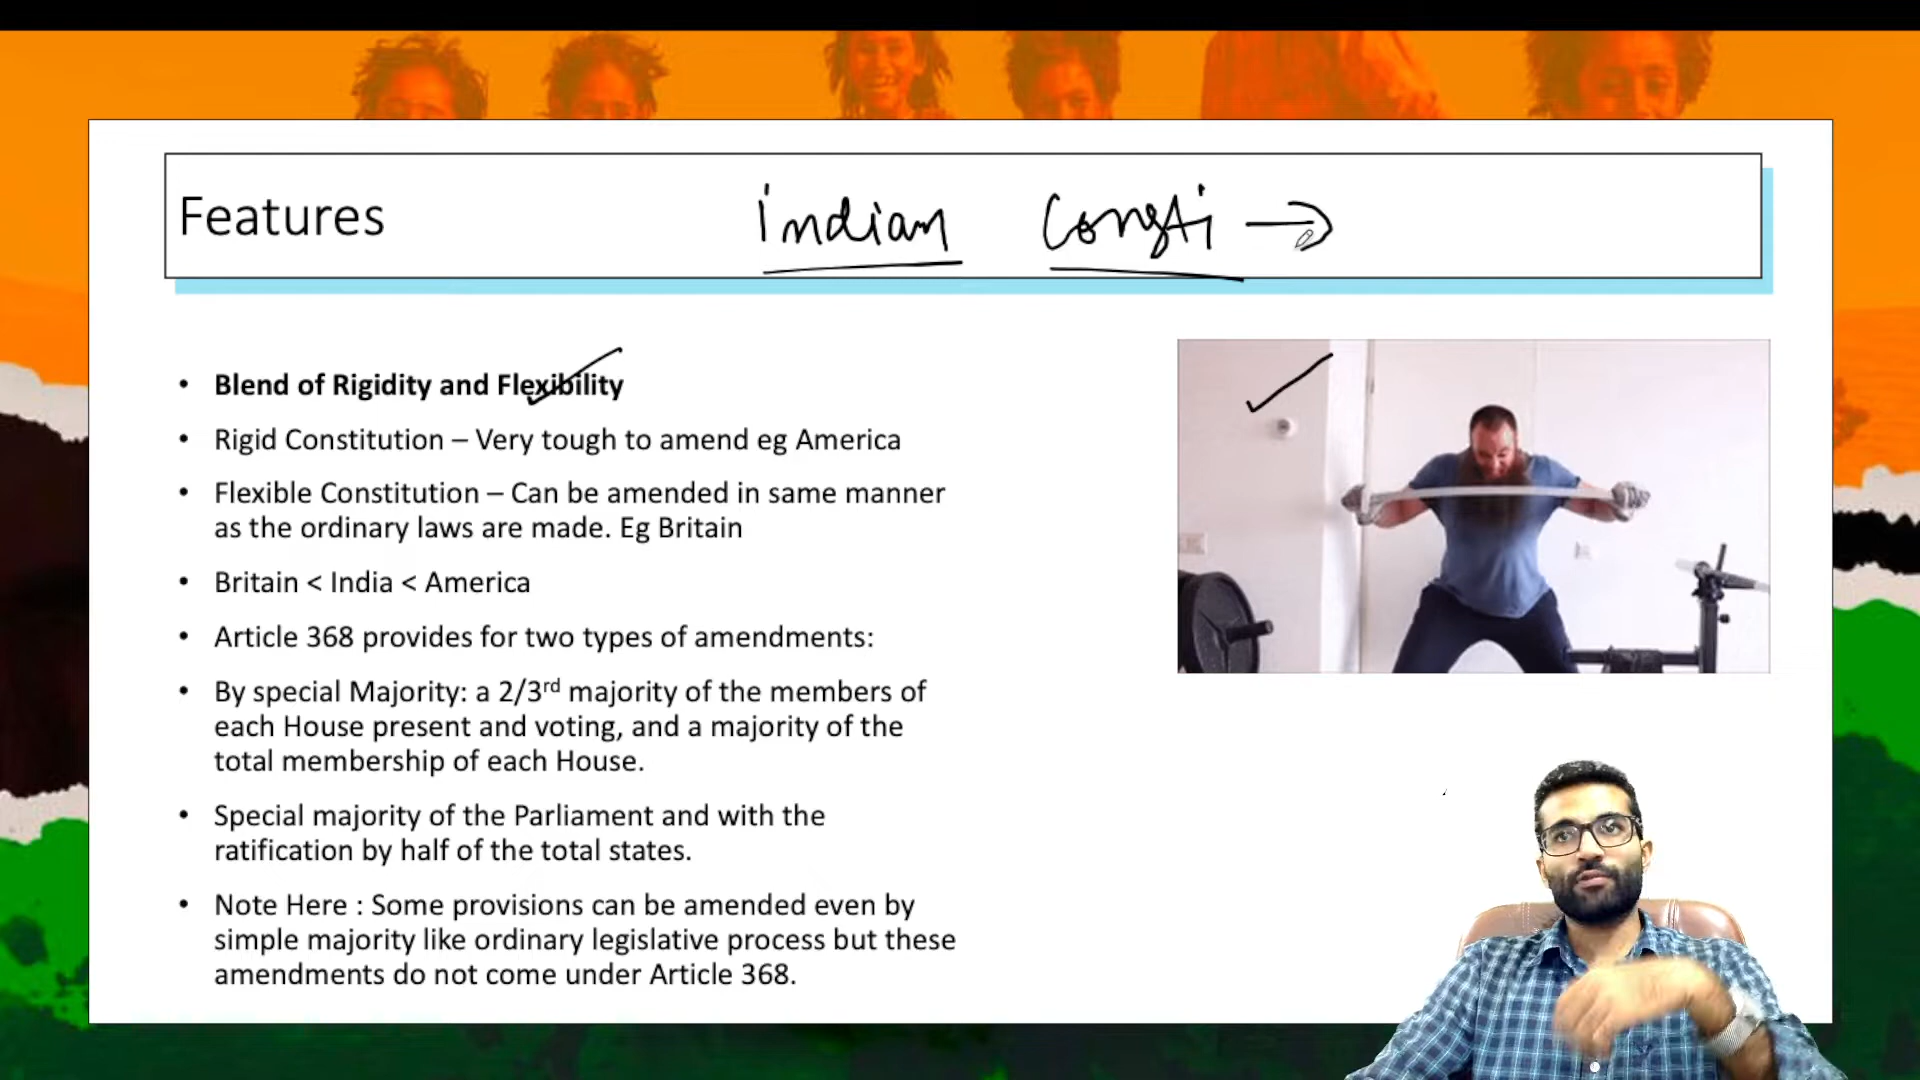 Features
indian Consti →
• Blend of Rigidity and Flexibility
• Rigid Constitution – Very tough to amend eg America
• Flexible Constitution – Can be amended in same manner
as the ordinary laws are made. Eg Britain
• Britain < India < America
• Article 368 provides for two types of amendments:
• By special Majority: a 2/3rd majority of the members of
each House present and voting, and a majority of the
total membership of each House.
• Special majority of the Parliament and with the
ratification by half of the total states.
• Note Here : Some provisions can be amended even by
simple majority like ordinary legislative process but these
amendments do not come under Article 368.